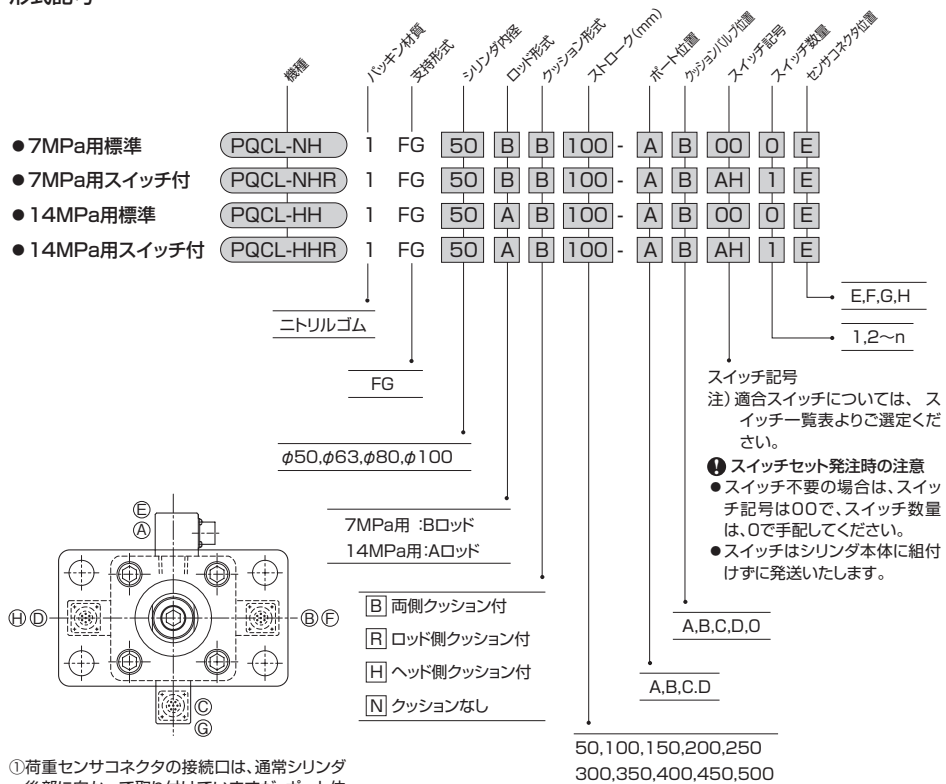 形式記号
機種
パッキン材質
支持形式
シリンダ内径
ロッド形式
クッション形式
ストローク(mm)
ポート位置
クッションバルブ位置
スイッチ記号
スイッチ数量
センサコネクタ位置
●7MPa用標準 PQCL-NH 1 FG 50 B B 100 - A B 00 0 E
●7MPa用スイッチ付 PQCL-NHR 1 FG 50 B B 100 - A B AH 1 E
●14MPa用標準 PQCL-HH 1 FG 50 A B 100 - A B 00 0 E
●14MPa用スイッチ付 PQCL-HHR 1 FG 50 A B 100 - A B AH 1 E
E,F,G,H
ニトリルゴム
1,2〜n
FG
スイッチ記号
注)適合スイッチについては、ス
イッチ一覧表よりご選定くだ
さい。
スイッチセット発注時の注意
●スイッチ不要の場合は、スイッ
チ記号は00で、スイッチ数量
は、0で手配してください。
●スイッチはシリンダ本体に組付
けずに発送いたします。
φ50,φ63,φ80,φ100
7MPa用 :Bロッド
14MPa用:Aロッド
B 両側クッション付
R ロッド側クッション付
H ヘッド側クッション付
N クッションなし
A,B,C,D,0
A,B,C.D
50,100,150,200,250
300,350,400,450,500
Ⓔ
Ⓐ
ⒽⒹ
ⒷⒻ
Ⓒ
Ⓖ
①荷重センサコネクタの接続口は、通常シリンダ